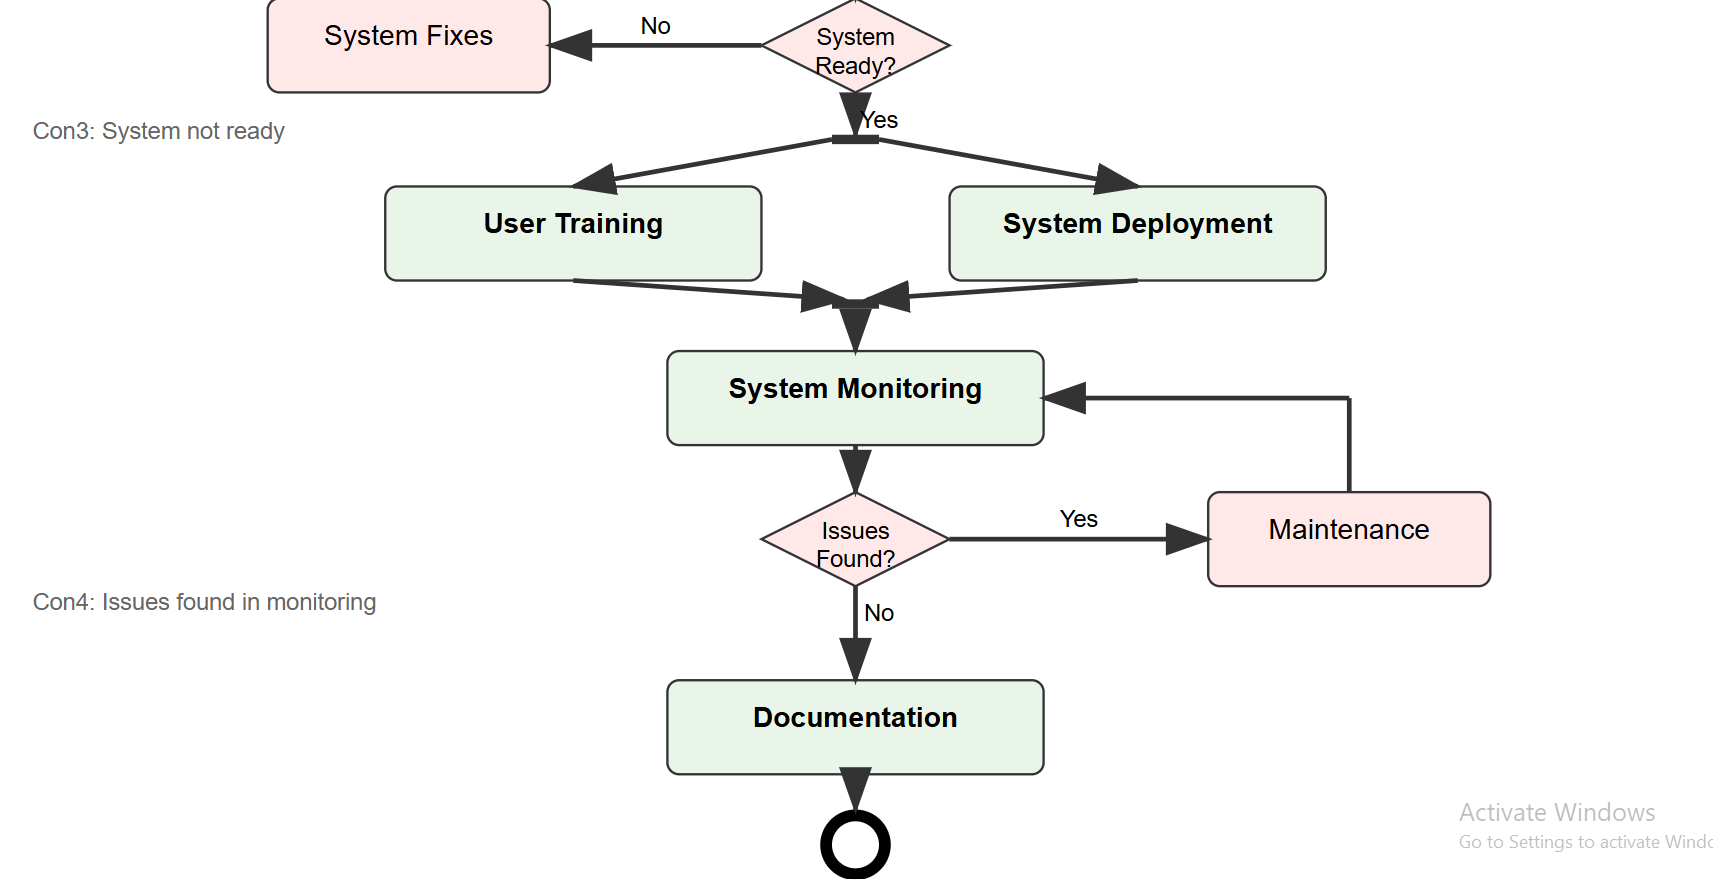 System Fixes
No
System
Ready?
Yes
Con3: System not ready
User Training
System Deployment
System Monitoring
Issues
Found?
Yes
Maintenance
Con4: Issues found in monitoring
No
Documentation
Activate Windows
Go to Settings to activate Windo